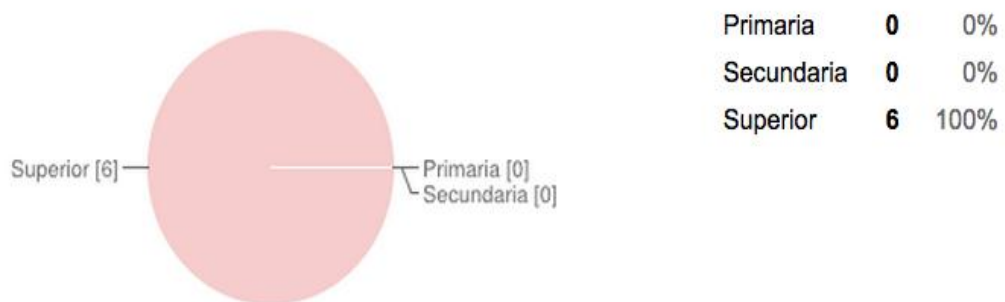 Superior [6]
Primaria [0]
Secundaria [0]
Primaria 0 0%
Secundaria 0 0%
Superior 6 100%